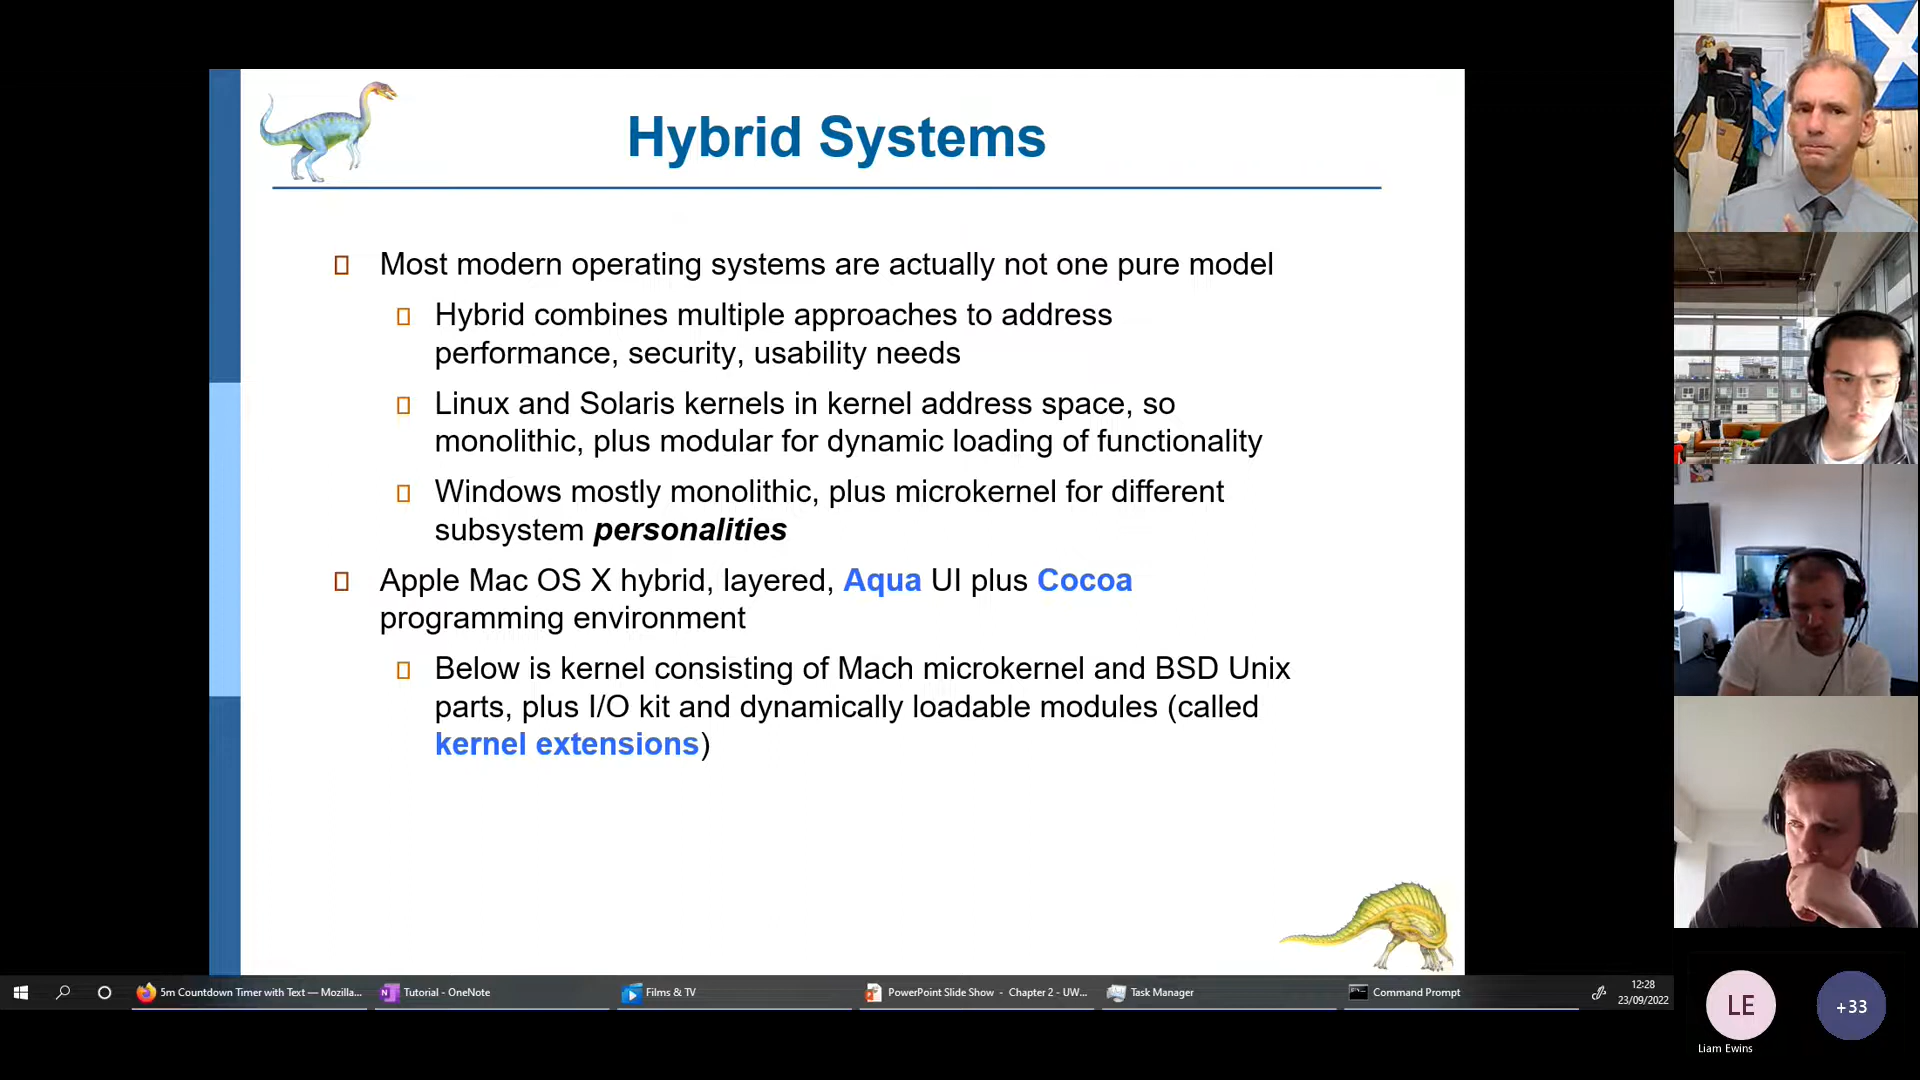 Hybrid Systems
Most modern operating systems are actually not one pure model
Hybrid combines multiple approaches to address
performance, security, usability needs
Linux and Solaris kernels in kernel address space, so
monolithic, plus modular for dynamic loading of functionality
Windows mostly monolithic, plus microkernel for different
subsystem personalities
Apple Mac OS X hybrid, layered, Aqua UI plus Cocoa
programming environment
Below is kernel consisting of Mach microkernel and BSD Unix
parts, plus I/O kit and dynamically loadable modules (called
kernel extensions)
5m Countdown Timer with Text — Mozilla...
Tutorial - OneNote
Films & TV
PowerPoint Slide Show - Chapter 2 - UW...
Task Manager
Command Prompt
12:28
23/09/2022
LE
+33
Liam Ewins